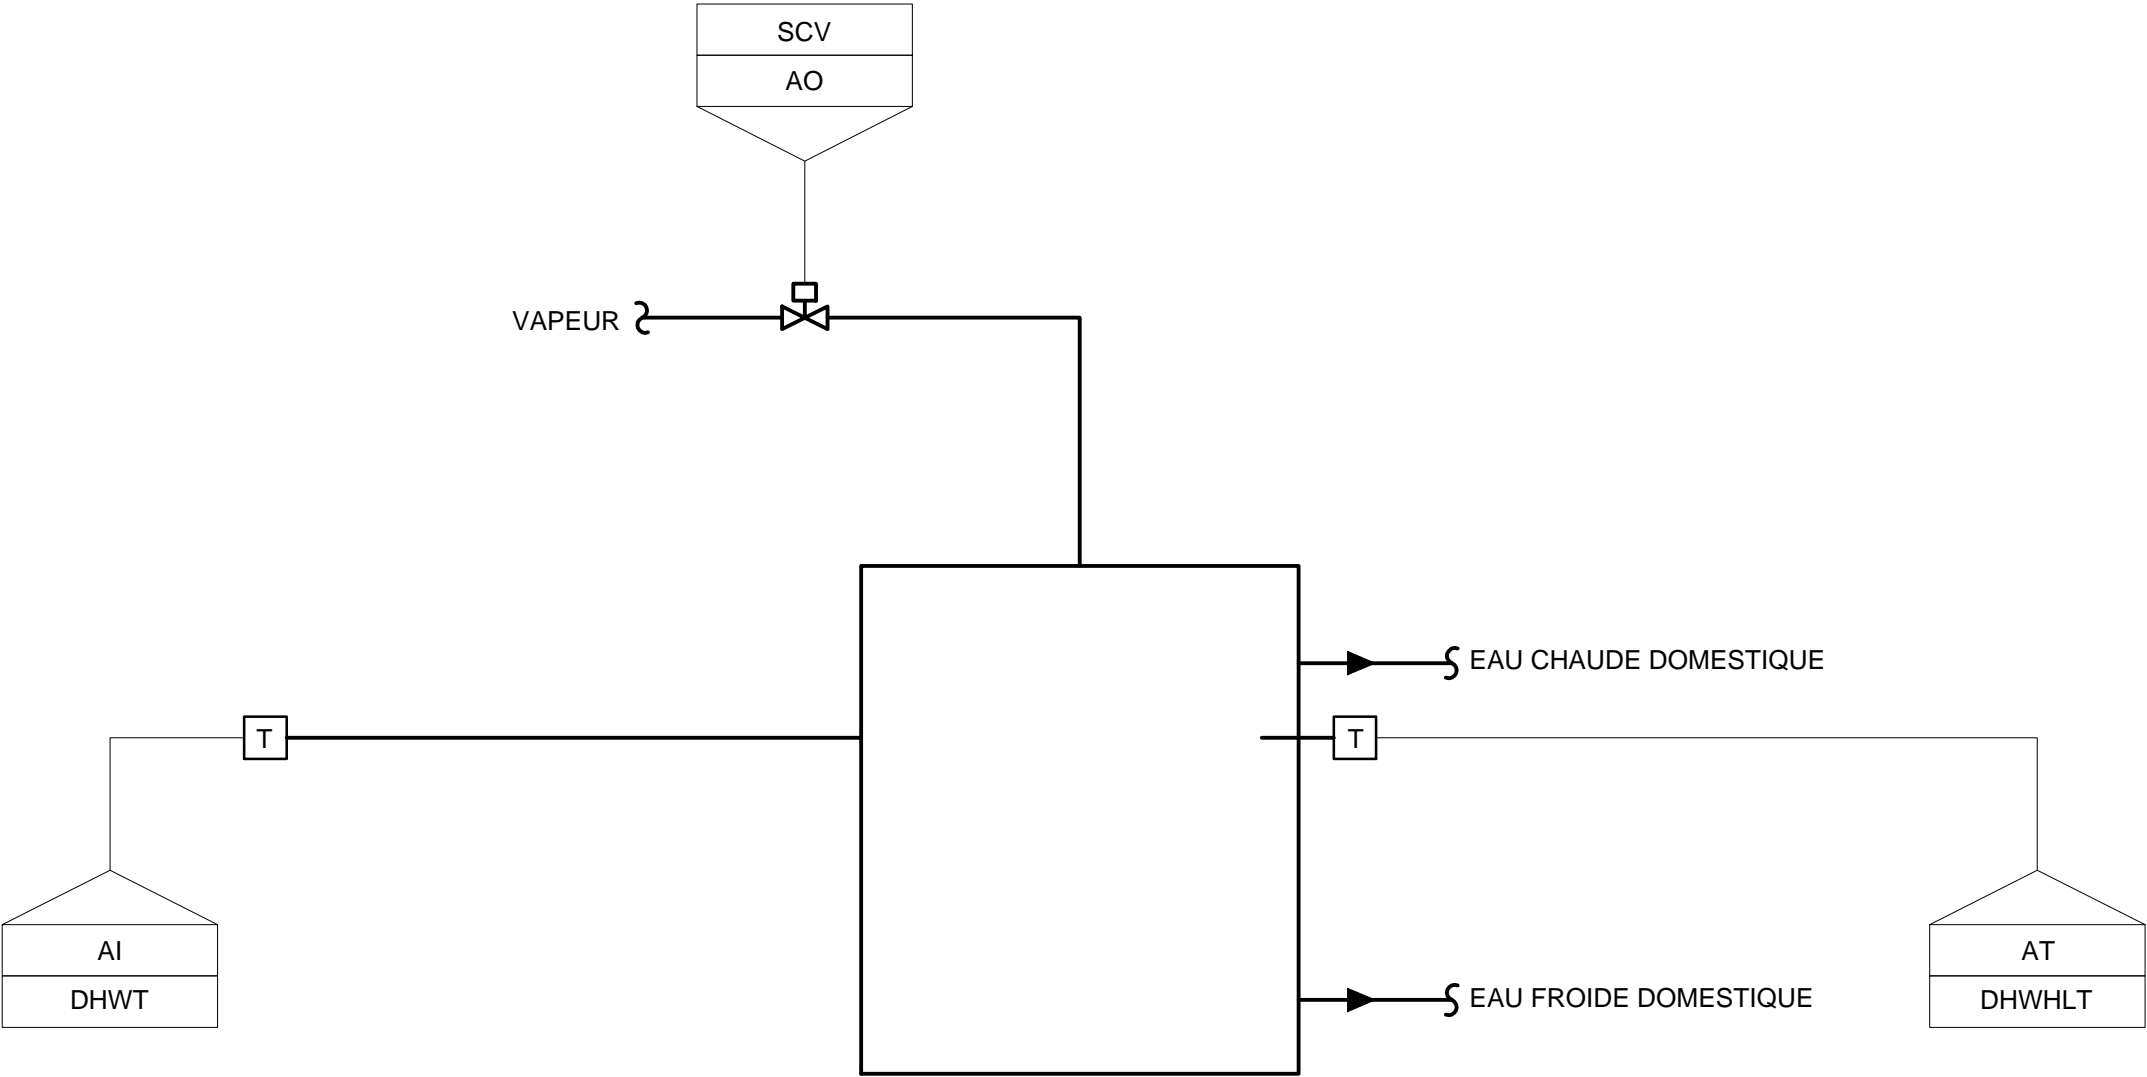 SCV
AO
VAPEUR
EAU CHAUDE DOMESTIQUE
T
T
AI
DHWT
EAU FROIDE DOMESTIQUE
AT
DHWHLT